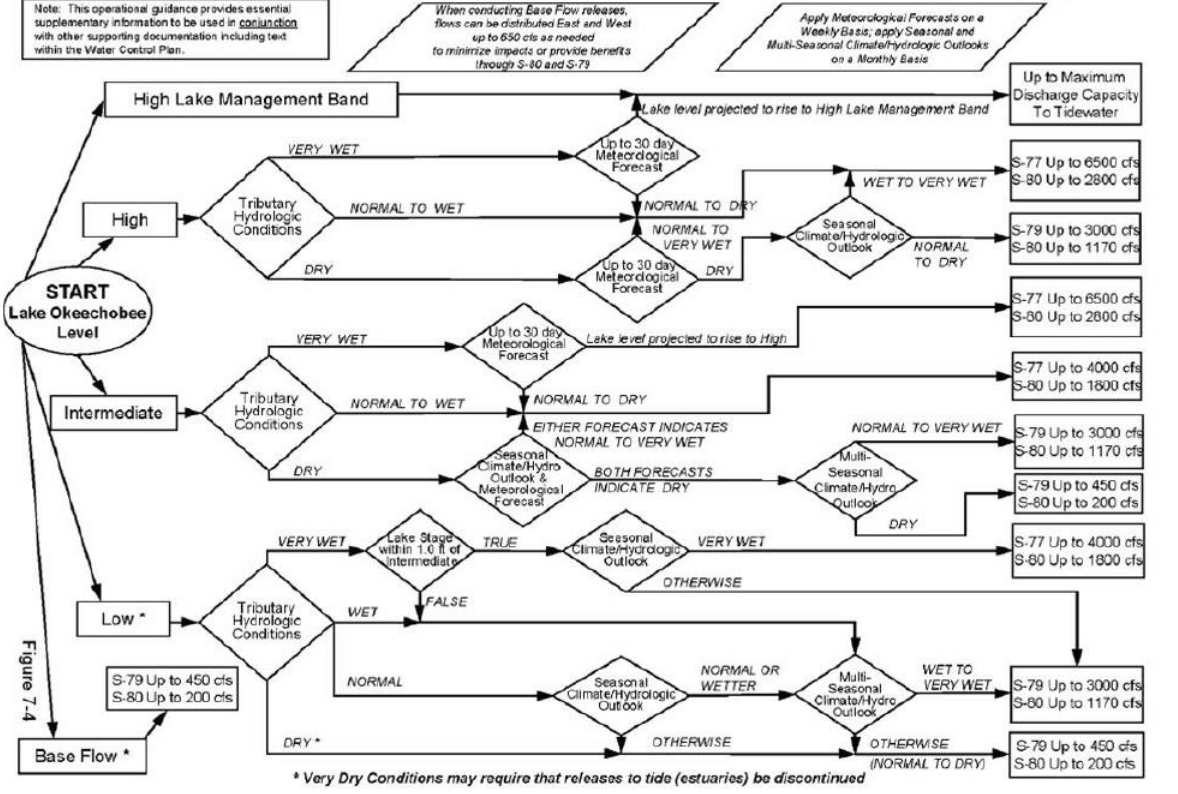 Note: This operational guidance provides essential
supplementary information to be used in conjunction
with other supporting documentation including text
within the Water Control Plan.
When conducting Base Flow releases,
flows can be distributed East and West
up to 650 cfs as needed
to minimize impacts or provide benefits
through S-80 and S-79
Apply Meteorological Forecasts on a
Weekly Basis; apply Seasonal and
Multi-Seasonal Climate/Hydrologic Outlooks
on a Monthly Basis
High Lake Management Band
Lake level projected to rise to High Lake Management Band
Up to Maximum
Discharge Capacity
To Tidewater
VERY WET
Up to 30 day
Meteorological
Forecast
S-77 Up to 6500 cfs
S-80 Up to 2800 cfs
WET TO VERY WET
High
Tributary
Hydrologic
Conditions
NORMAL TO WET
NORMAL TO DRY
NORMAL TO
VERY WET
Seasonal
Climate/Hydrologic
Outlook
NORMAL
TO DRY
S-79 Up to 3000 cfs
S-80 Up to 1170 cfs
DRY
Up to 30 day
Meteorological
Forecast
DRY
START
Lake Okeechobee
Level
S-77 Up to 6500 cfs
S-80 Up to 2800 cfs
VERY WET
Up to 30 day
Meteorological
Forecast
Lake level projected to rise to High
Intermediate
Tributary
Hydrologic
Conditions
NORMAL TO WET
NORMAL TO DRY
S-77 Up to 4000 cfs
S-80 Up to 1800 cfs
EITHER FORECAST INDICATES
NORMAL TO VERY WET
DRY
Seasonal
Climate/Hydro
Outlook &
Meteorological
Forecast
BOTH FORECASTS
INDICATE DRY
Multi-
Seasonal
Climate/Hydro
Outlook
NORMAL TO VERY WET
S-79 Up to 3000 cfs
S-80 Up to 1170 cfs
DRY
S-79 Up to 450 cfs
S-80 Up to 200 cfs
VERY WET
Lake Stage
within 1.0 ft of
Intermediate
TRUE
Seasonal
Climate/Hydrologic
Outlook
VERY WET
S-77 Up to 4000 cfs
S-80 Up to 1800 cfs
OTHERWISE
FALSE
Low *
Tributary
Hydrologic
Conditions
WET
NORMAL
Seasonal
Climate/Hydrologic
Outlook
NORMAL OR
WETTER
Multi-
Seasonal
Climate/Hydro
Outlook
WET TO
VERY WET
S-79 Up to 3000 cfs
S-80 Up to 1170 cfs
Figure 7-4
S-79 Up to 450 cfs
S-80 Up to 200 cfs
Base Flow *
DRY *
OTHERWISE
OTHERWISE
(NORMAL TO DRY)
S-79 Up to 450 cfs
S-80 Up to 200 cfs
* Very Dry Conditions may require that releases to tide (estuaries) be discontinued